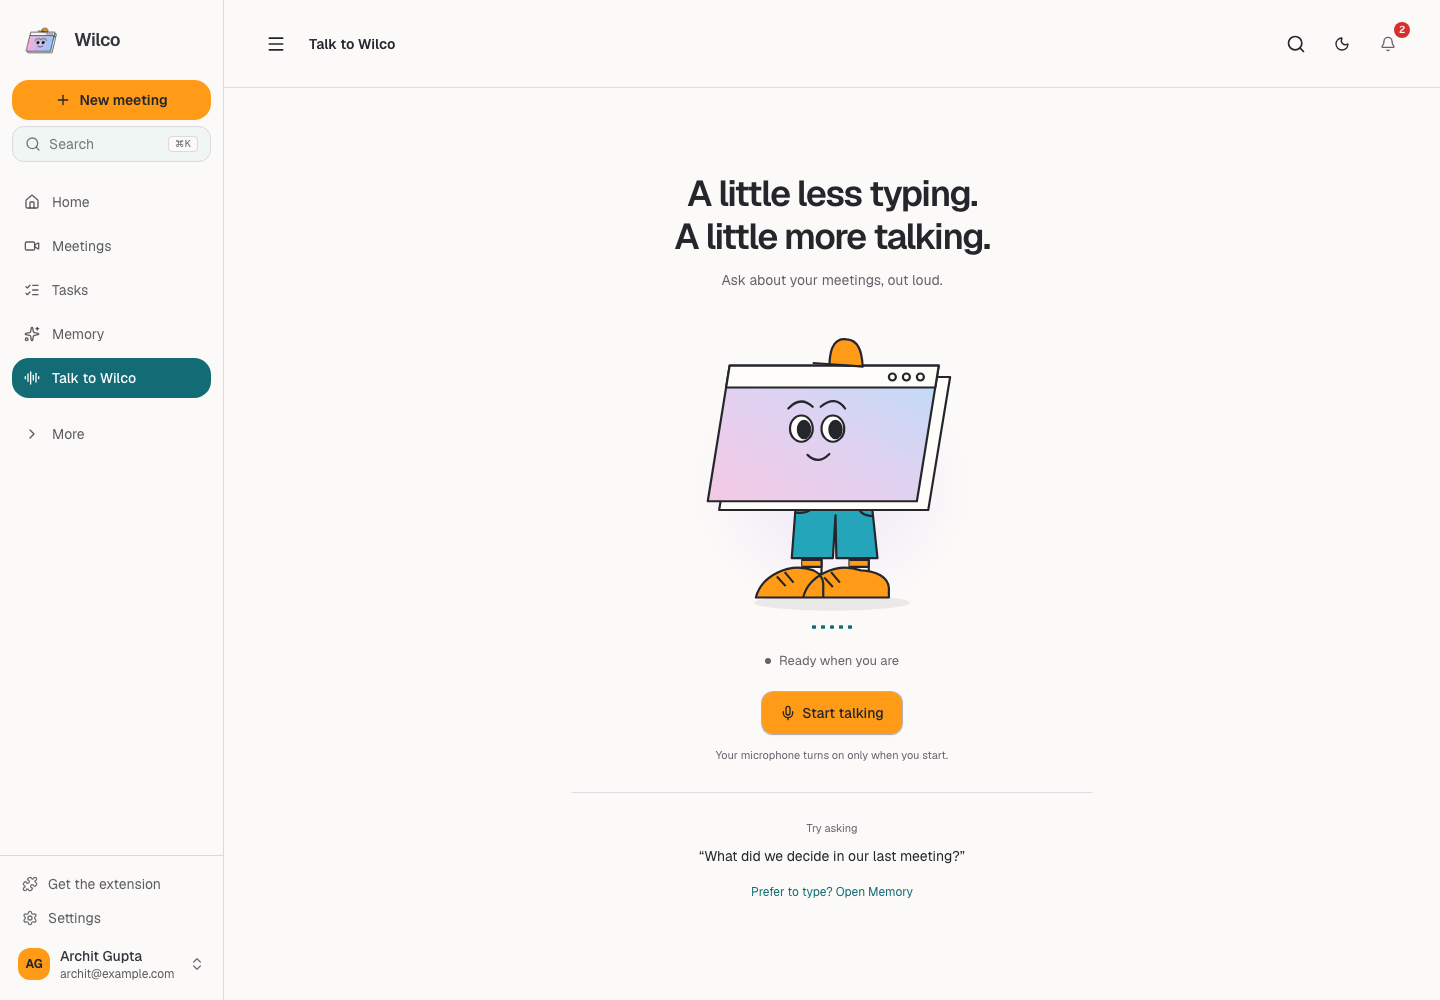 Wilco
New meeting
Search
⌘K
Home
Meetings
Tasks
Memory
Talk to Wilco
More
Get the extension
Settings
AG
Archit Gupta
archit@example.com
Talk to Wilco
2
A little less typing.
A little more talking.
Ask about your meetings, out loud.
Ready when you are
Start talking
Your microphone turns on only when you start.
Try asking
“What did we decide in our last meeting?”
Prefer to type? Open Memory